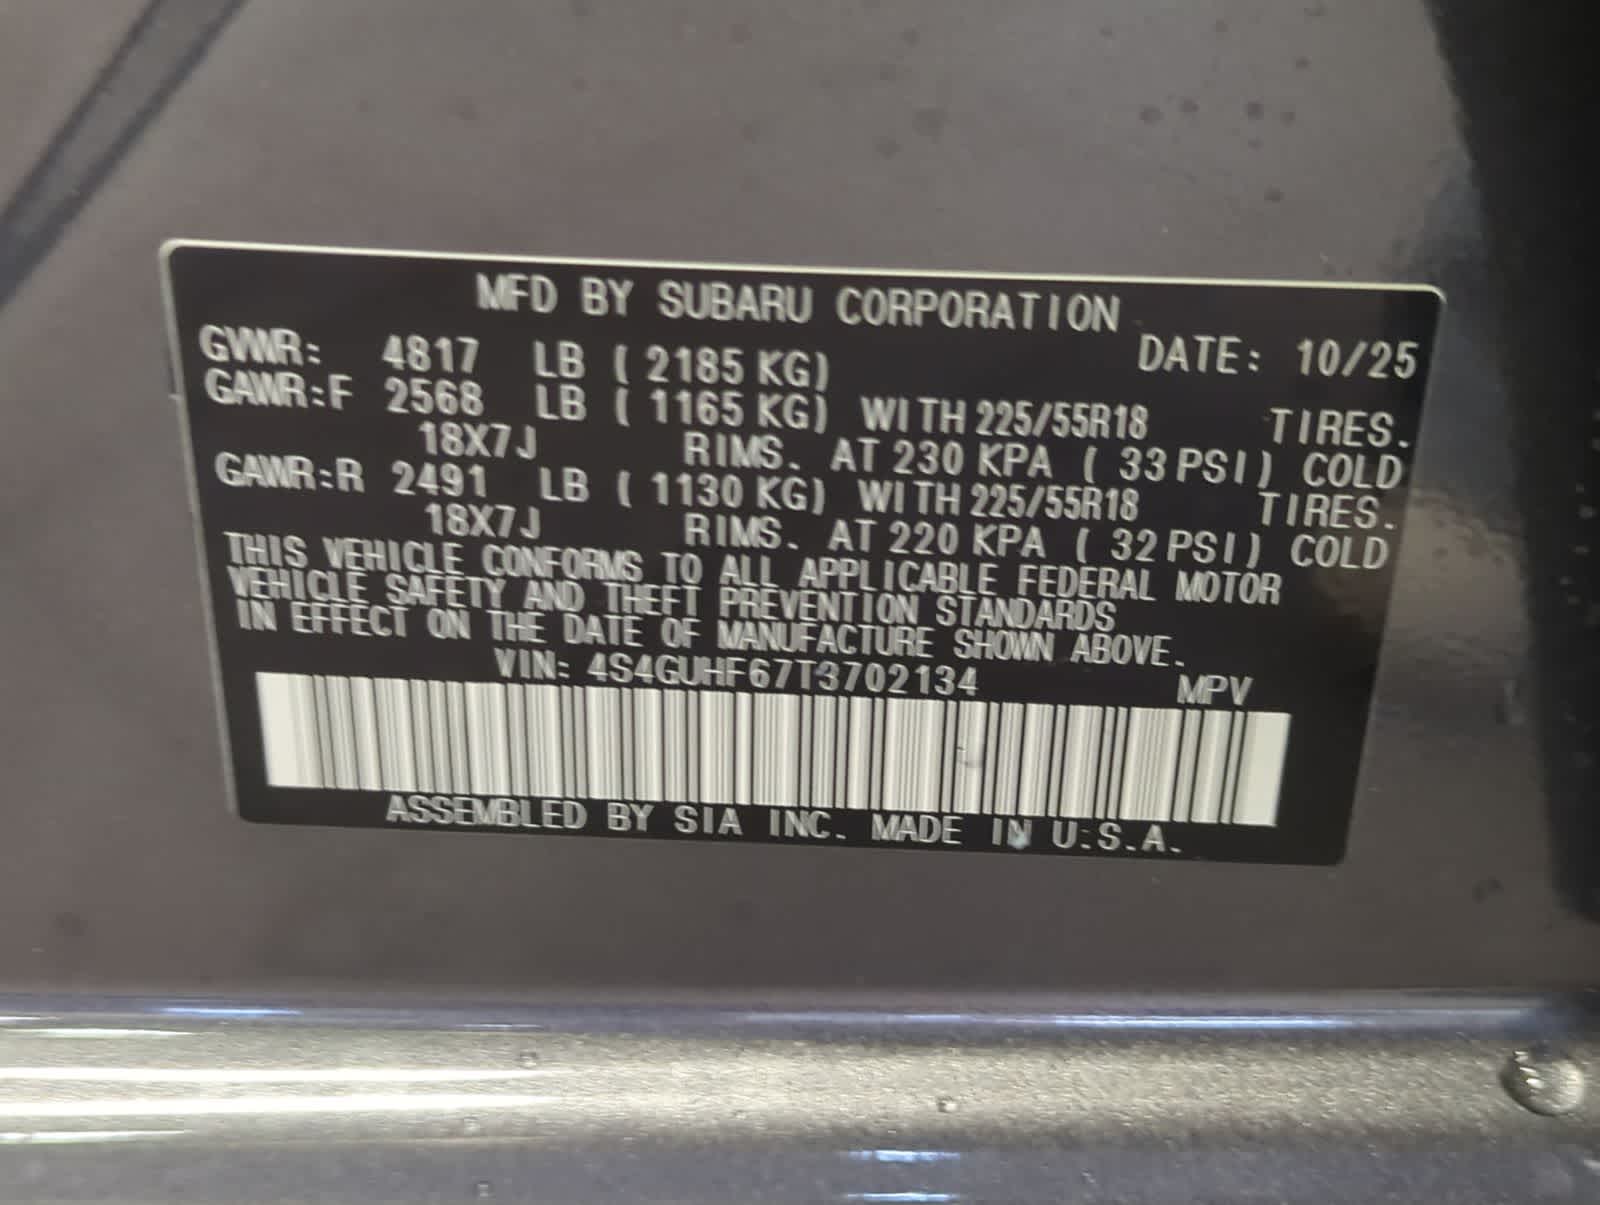 MFD BY SUBARU CORPORATION
GVWR: 4817 LB ( 2185 KG) DATE: 10/25
GAWR:F 2568 LB ( 1165 KG) WITH 225/55R18 TIRES.
18X7J RIMS. AT 230 KPA ( 33 PSI) COLD
GAWR:R 2491 LB ( 1130 KG) WITH 225/55R18 TIRES.
18X7J RIMS. AT 220 KPA ( 32 PSI) COLD
THIS VEHICLE CONFORMS TO ALL APPLICABLE FEDERAL MOTOR
VEHICLE SAFETY AND THEFT PREVENTION STANDARDS
IN EFFECT ON THE DATE OF MANUFACTURE SHOWN ABOVE.
VIN: 4S4GUHF67T3702134 MPV
ASSEMBLED BY SIA INC. MADE IN U.S.A.